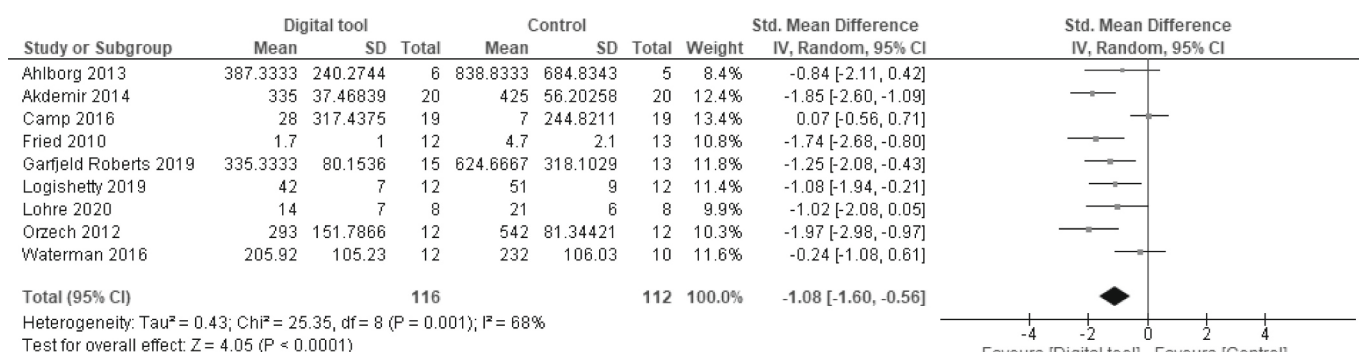 Digital tool Control Std. Mean Difference Std. Mean Difference
Study or Subgroup Mean SD Total Mean SD Total Weight IV, Random, 95% CI IV, Random, 95% CI
Ahlborg 2013 387.3333 240.2744 6 838.8333 684.8343 5 8.4% -0.84 [-2.11, 0.42]
Akdemir 2014 335 37.46839 20 425 56.20258 20 12.4% -1.85 [-2.60, -1.09]
Camp 2016 28 317.4375 19 7 244.8211 19 13.4% 0.07 [-0.56, 0.71]
Fried 2010 1.7 1 12 4.7 2.1 13 10.8% -1.74 [-2.68, -0.80]
Garfjeld Roberts 2019 335.3333 80.1536 15 624.6667 318.1029 13 11.8% -1.25 [-2.08, -0.43]
Logishetty 2019 42 7 12 51 9 12 11.4% -1.08 [-1.94, -0.21]
Lohre 2020 14 7 8 21 6 8 9.9% -1.02 [-2.08, 0.05]
Orzech 2012 293 151.7866 12 542 81.34421 12 10.3% -1.97 [-2.98, -0.97]
Waterman 2016 205.92 105.23 12 232 106.03 10 11.6% -0.24 [-1.08, 0.61]
Total (95% CI) 116 112 100.0% -1.08 [-1.60, -0.56]
Heterogeneity: Tau² = 0.43; Chi² = 25.35, df = 8 (P = 0.001); I² = 68%
Test for overall effect: Z = 4.05 (P < 0.0001)
-4 -2 0 2 4
Favours [Digital tool] Favours [Control]